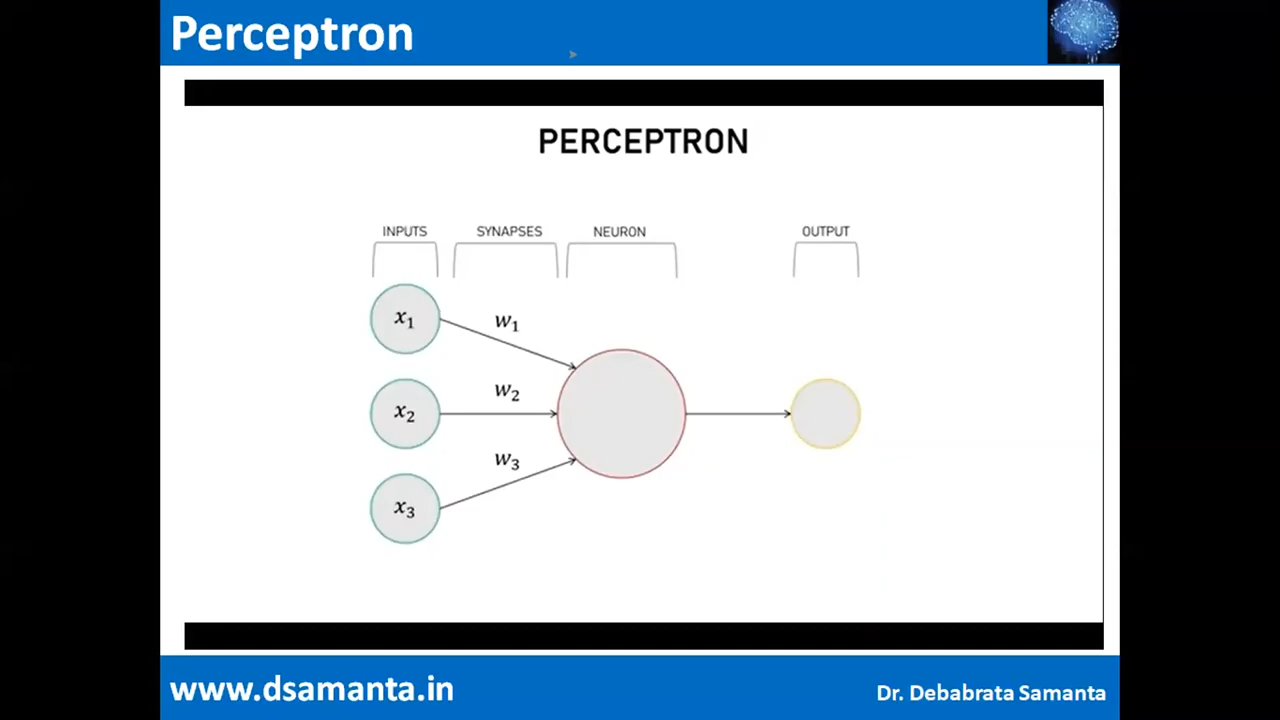 Perceptron
PERCEPTRON
INPUTS SYNAPSES NEURON OUTPUT
x₁ w₁
x₂ w₂
x₃ w₃
www.dsamanta.in Dr. Debabrata Samanta